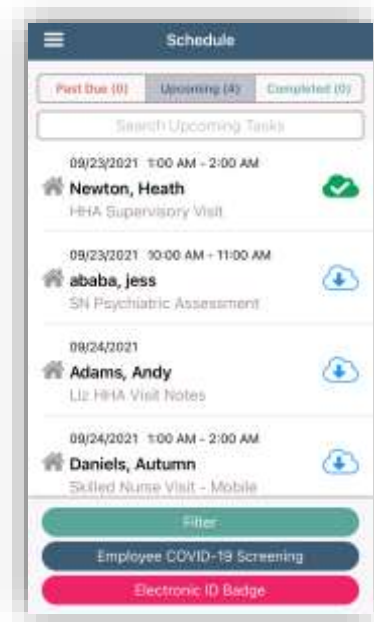 Schedule
Past Due (0) Upcoming (4) Completed (0)
Search Upcoming Tasks
09/23/2021 1:00 AM - 2:00 AM
Newton, Heath
HHA Supervisory Visit
09/23/2021 10:00 AM - 11:00 AM
ababa, jess
SN Psychiatric Assessment
09/24/2021
Adams, Andy
Liz HHA Visit Notes
09/24/2021 1:00 AM - 2:00 AM
Daniels, Autumn
Skilled Nurse Visit - Mobile
Filter
Employee COVID-19 Screening
Electronic ID Badge